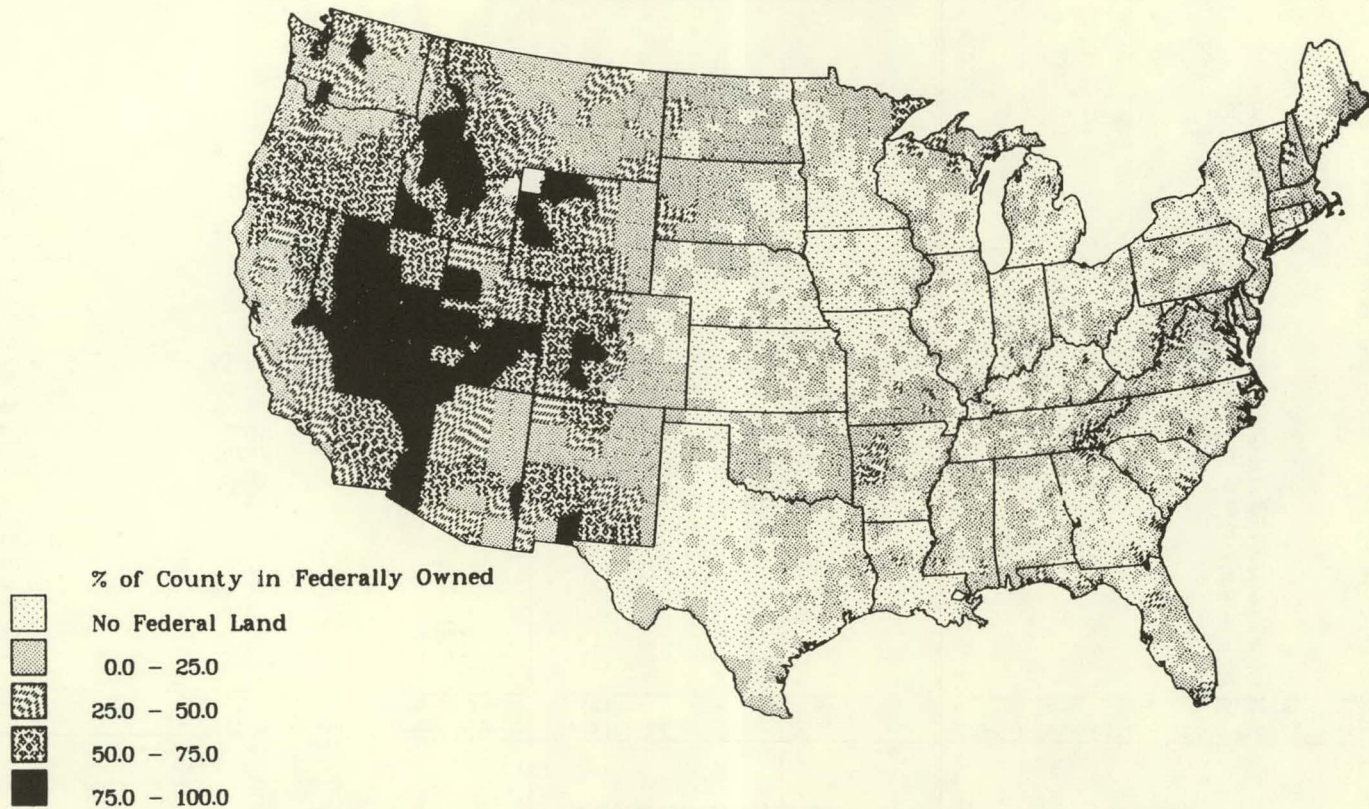 % of County in Federally Owned
No Federal Land
0.0 – 25.0
25.0 – 50.0
50.0 – 75.0
75.0 – 100.0